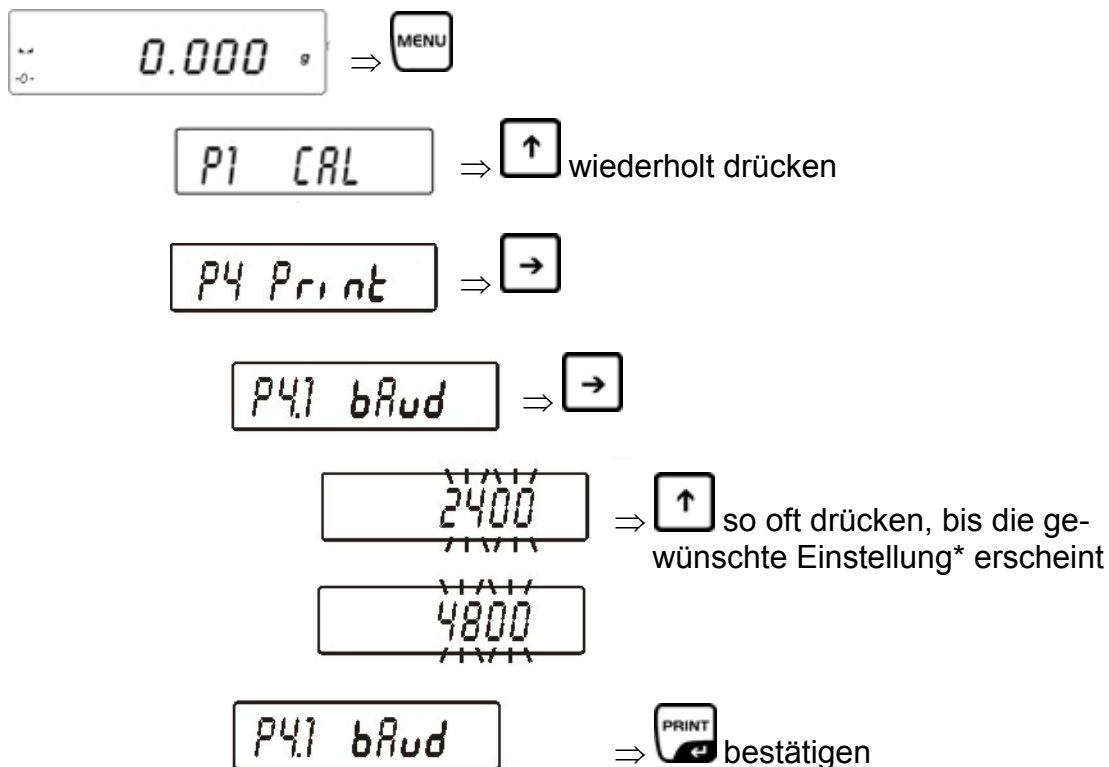 0.000 g ⇒ MENU
-0-
P1 CAL ⇒ ↑ wiederholt drücken
P4 Print ⇒ →
P4.1 bAud ⇒ →
2400 ⇒ ↑ so oft drücken, bis die ge-
wünschte Einstellung* erscheint
4800
P4.1 bAud ⇒ PRINT ↵ bestätigen